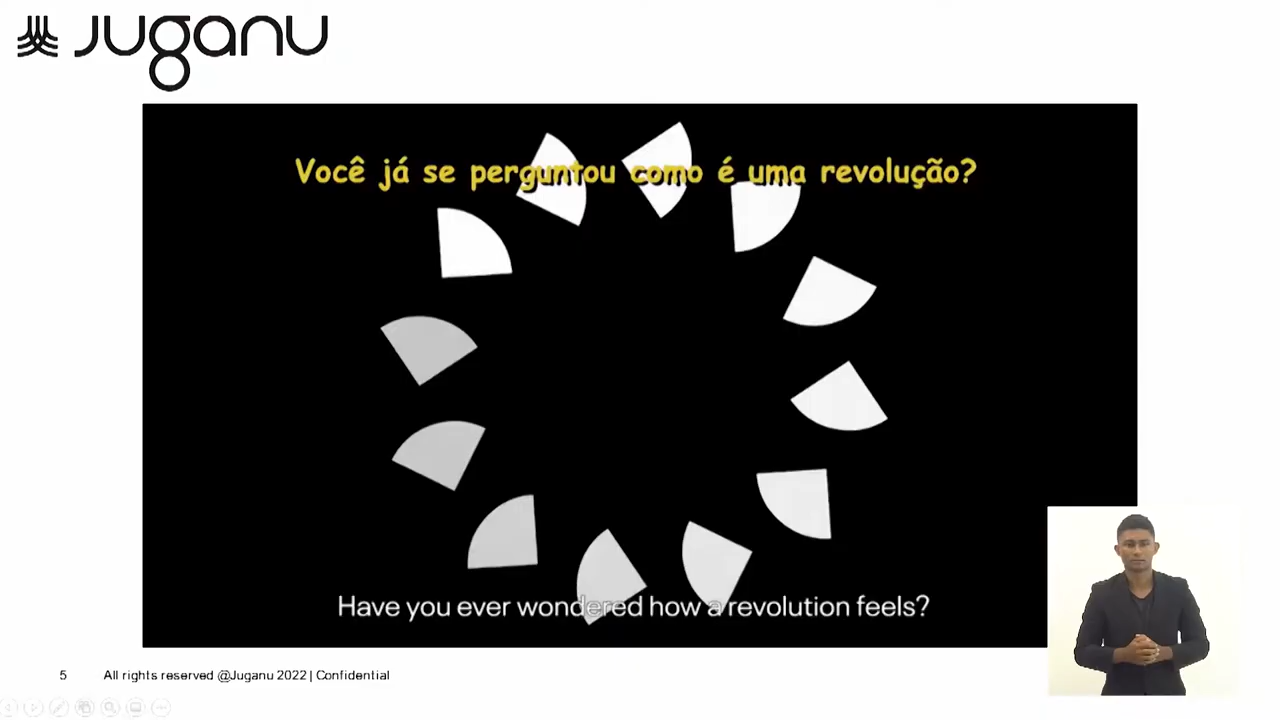 Juganu
Você já se perguntou como é uma revolução?
Have you ever wondered how a revolution feels?
5 All rights reserved @Juganu 2022 | Confidential